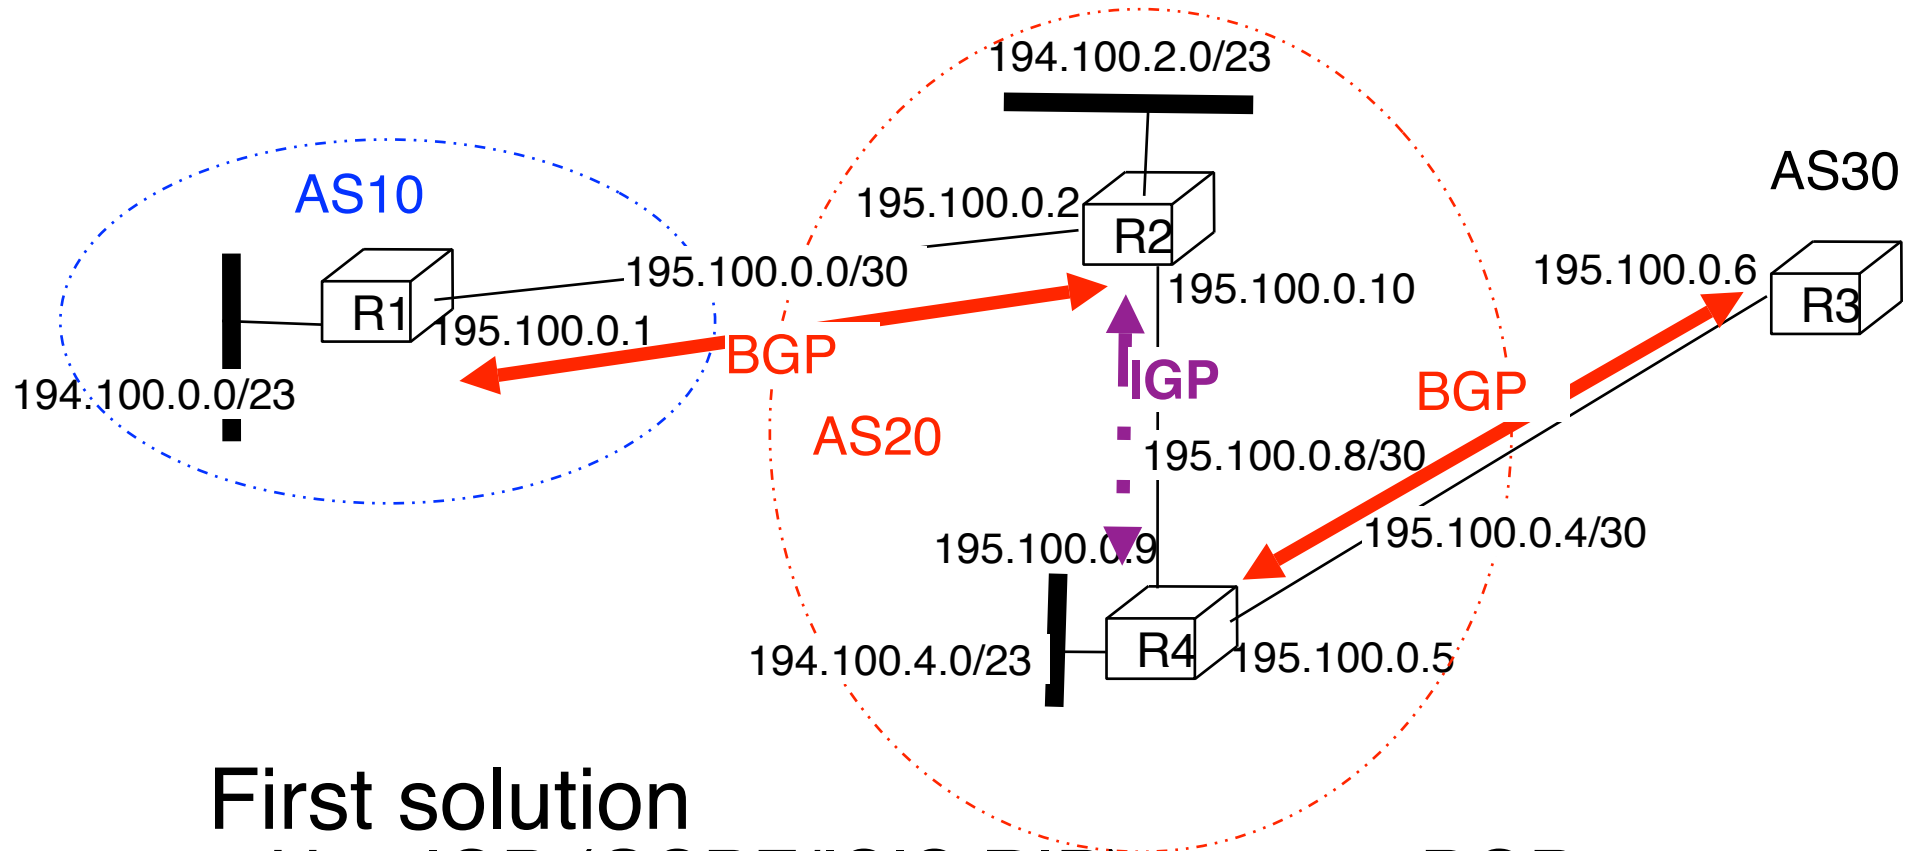 194.100.2.0/23
AS10
AS30
195.100.0.2
R2
195.100.0.0/30
195.100.0.6
195.100.0.10
R1
R3
195.100.0.1
BGP
IGP
BGP
194.100.0.0/23
AS20
195.100.0.8/30
195.100.0.9
195.100.0.4/30
194.100.4.0/23
R4
195.100.0.5
First solution